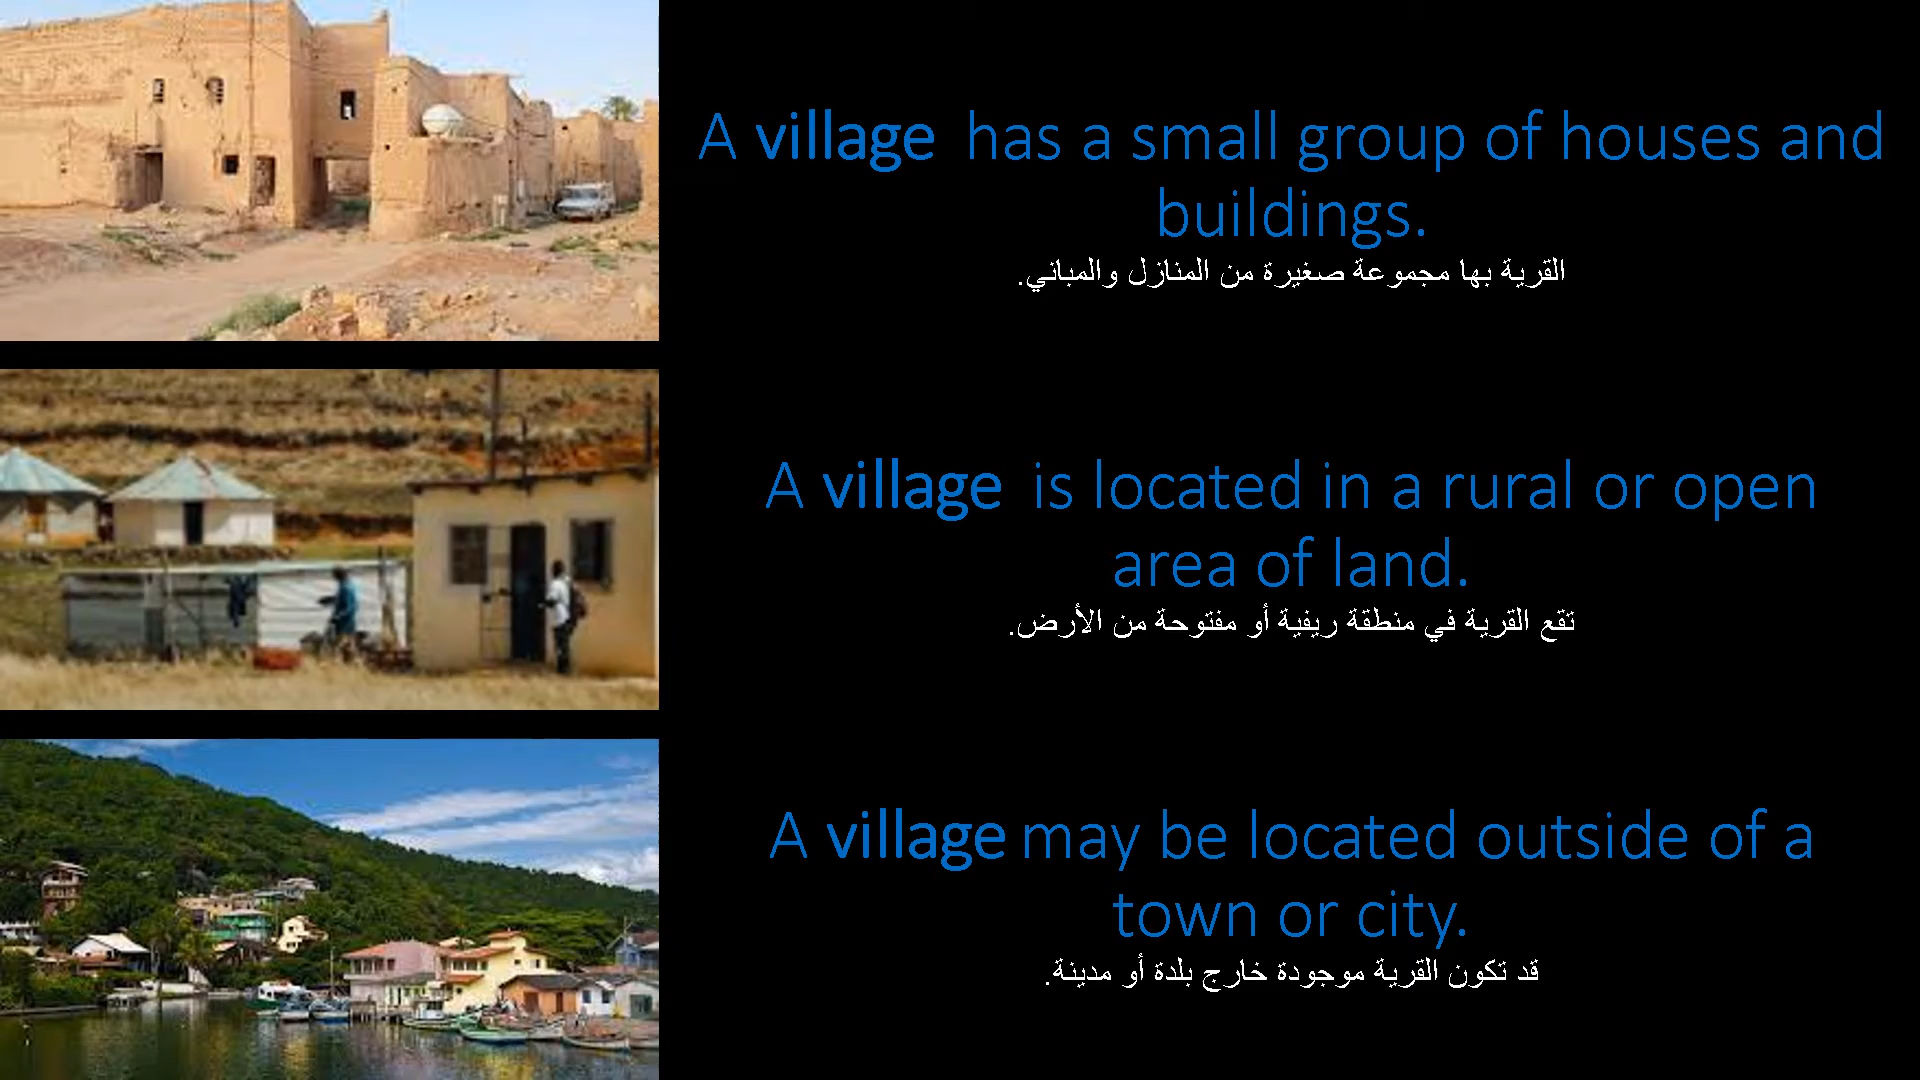 A village has a small group of houses and
buildings.
القرية بها مجموعة صغيرة من المنازل والمباني.
A village is located in a rural or open
area of land.
تقع القرية في منطقة ريفية أو مفتوحة من الأرض.
A village may be located outside of a
town or city.
قد تكون القرية موجودة خارج بلدة أو مدينة.